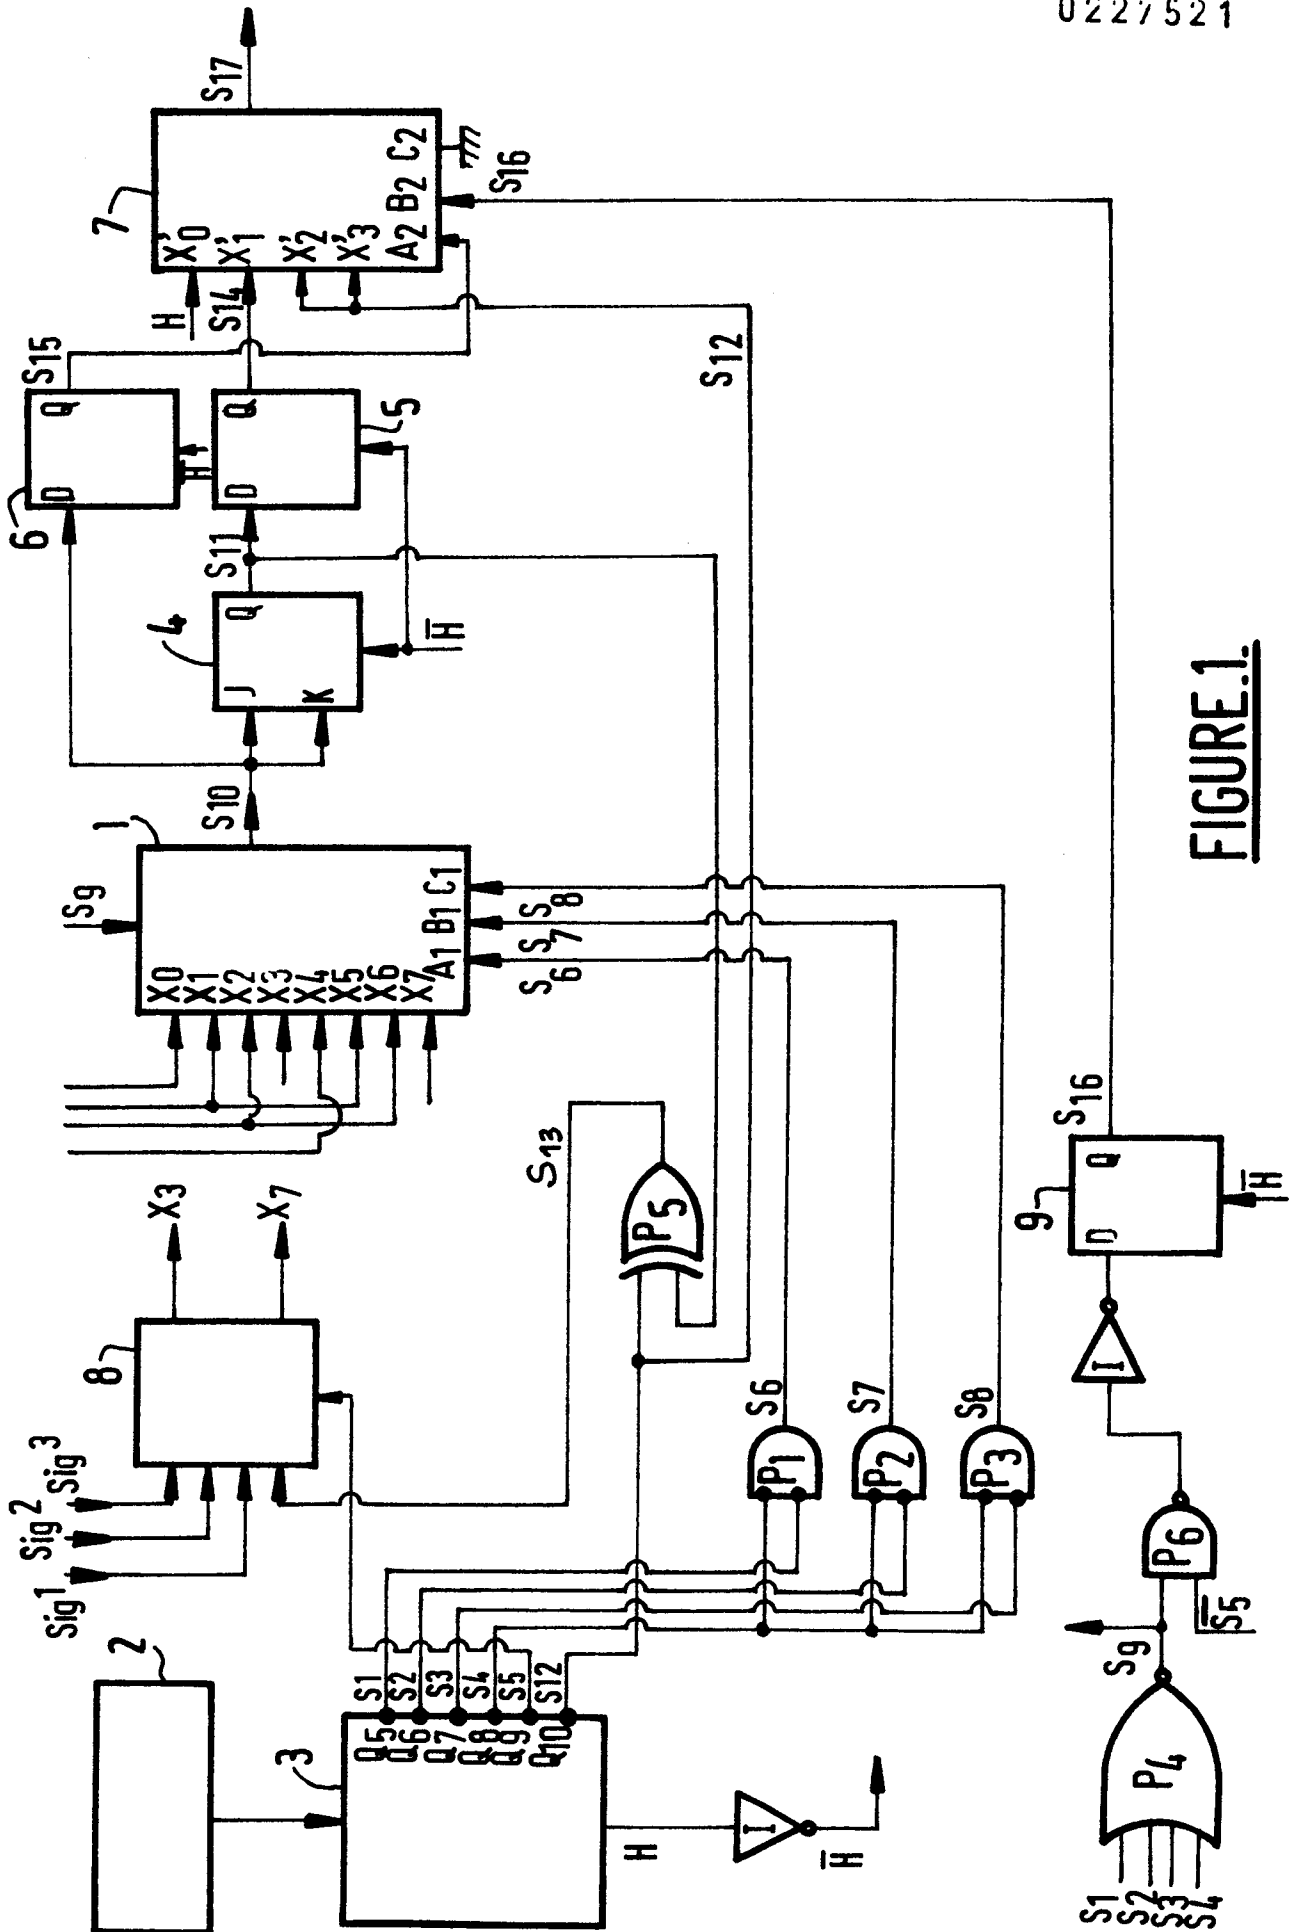 0227521
S17
7
X'0
X'1
X'2
X'3
A2 B2 C2
H
S14
S16
S15
S12
6
D Q
H
5
D Q
S11
4
J Q
K
H̅
S10
1
S9
X0
X1
X2
X3
X4
X5
X6
X7
A1 B1 C1
S6
S7
S8
X3
X7
8
Sig1
Sig2
Sig3
S13
P5
2
3
S1
S2
S3
S4
S5
S12
Q5
Q6
Q7
Q8
Q9
Q10
H
I
H̅
P1
S6
P2
S7
P3
S8
S16
9
D Q
H̅
I
P6
S̅5
S9
P4
S1
S2
S3
S4
FIGURE.1.